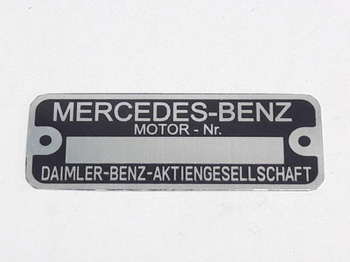 MERCEDES-BENZ
MOTOR - Nr.
DAIMLER-BENZ-AKTIENGESELLSCHAFT